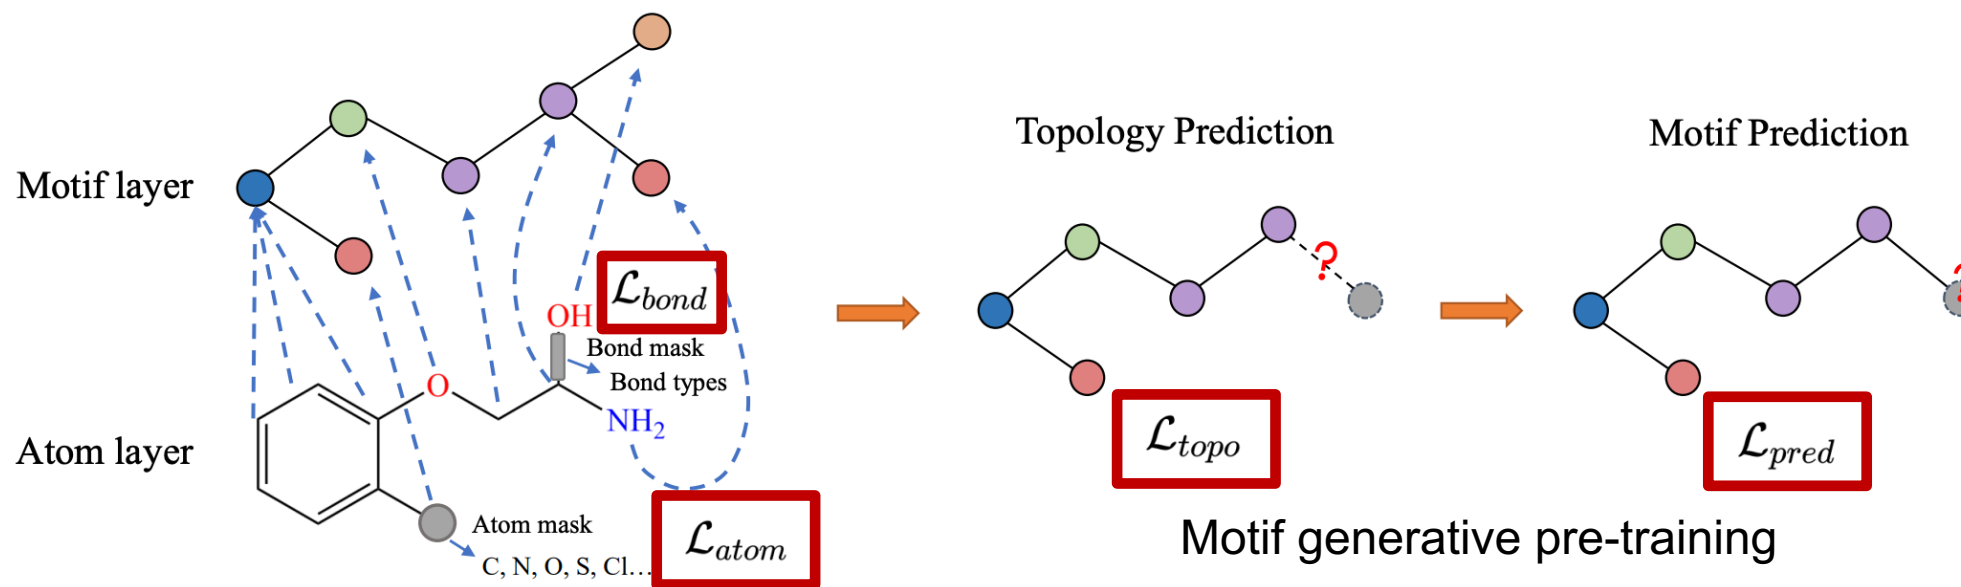 Motif layer
Atom layer
OH
O
NH₂
ℒbond
Bond mask
Bond types
Atom mask
C, N, O, S, Cl...
ℒatom
Topology Prediction
?
ℒtopo
Motif Prediction
?
ℒpred
Motif generative pre-training